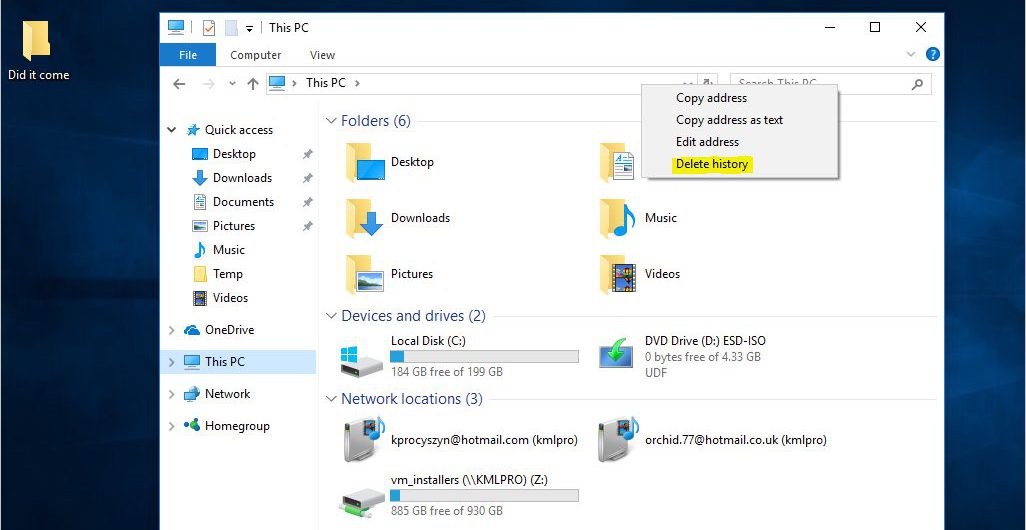 Did it come
This PC
File Computer View
This PC
Search This PC
Copy address
Copy address as text
Edit address
Delete history
Quick access
Desktop
Downloads
Documents
Pictures
Music
Temp
Videos
OneDrive
This PC
Network
Homegroup
Folders (6)
Desktop
Downloads
Music
Pictures
Videos
Devices and drives (2)
Local Disk (C:)
184 GB free of 199 GB
DVD Drive (D:) ESD-ISO
0 bytes free of 4.33 GB
UDF
Network locations (3)
kprocyszyn@hotmail.com (kmlpro)
orchid.77@hotmail.co.uk (kmlpro)
vm_installers (\\KMLPRO) (Z:)
885 GB free of 930 GB